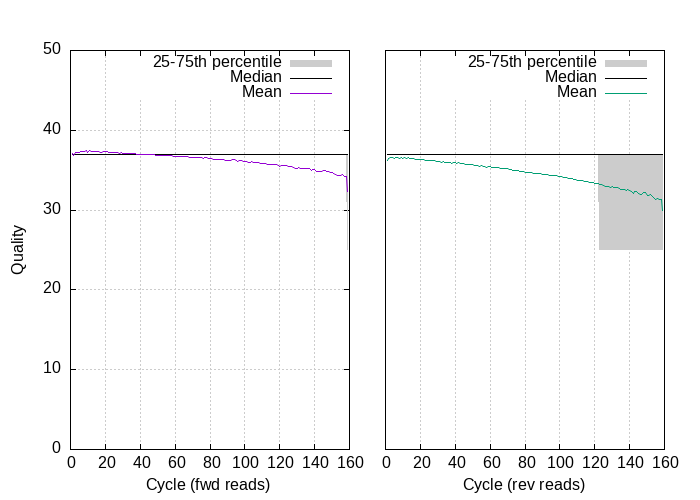 50
40
30
20
10
0
Quality
25-75th percentile
Median
Mean
0 20 40 60 80 100 120 140 160
Cycle (fwd reads)
25-75th percentile
Median
Mean
0 20 40 60 80 100 120 140 160
Cycle (rev reads)